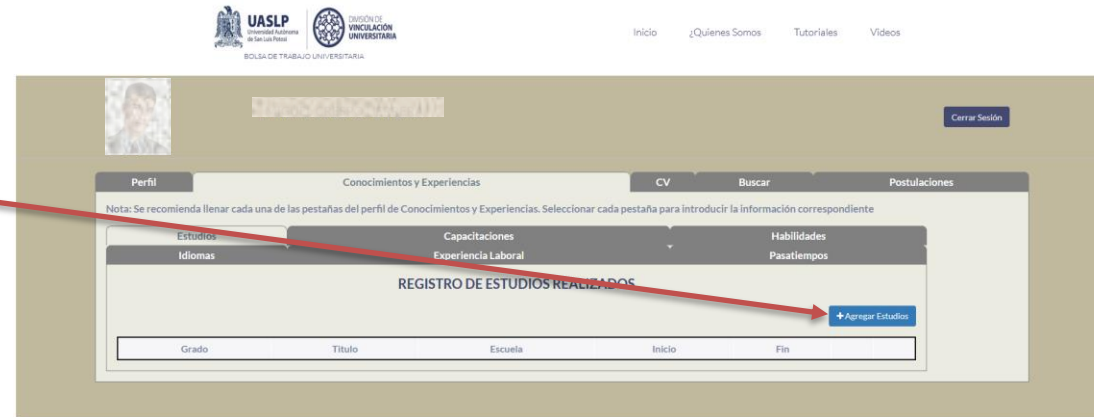 UASLP
Universidad Autónoma
de San Luis Potosí
DIVISIÓN DE
VINCULACIÓN
UNIVERSITARIA
BOLSA DE TRABAJO UNIVERSITARIA
Inicio ¿Quienes Somos Tutoriales Videos
Cerrar Sesión
Perfil Conocimientos y Experiencias CV Buscar Postulaciones
Nota: Se recomienda llenar cada una de las pestañas del perfil de Conocimientos y Experiencias. Seleccionar cada pestaña para introducir la información correspondiente
Estudios Capacitaciones Habilidades
Idiomas Experiencia Laboral Pasatiempos
REGISTRO DE ESTUDIOS REALIZADOS
+Agregar Estudios
Grado Titulo Escuela Inicio Fin